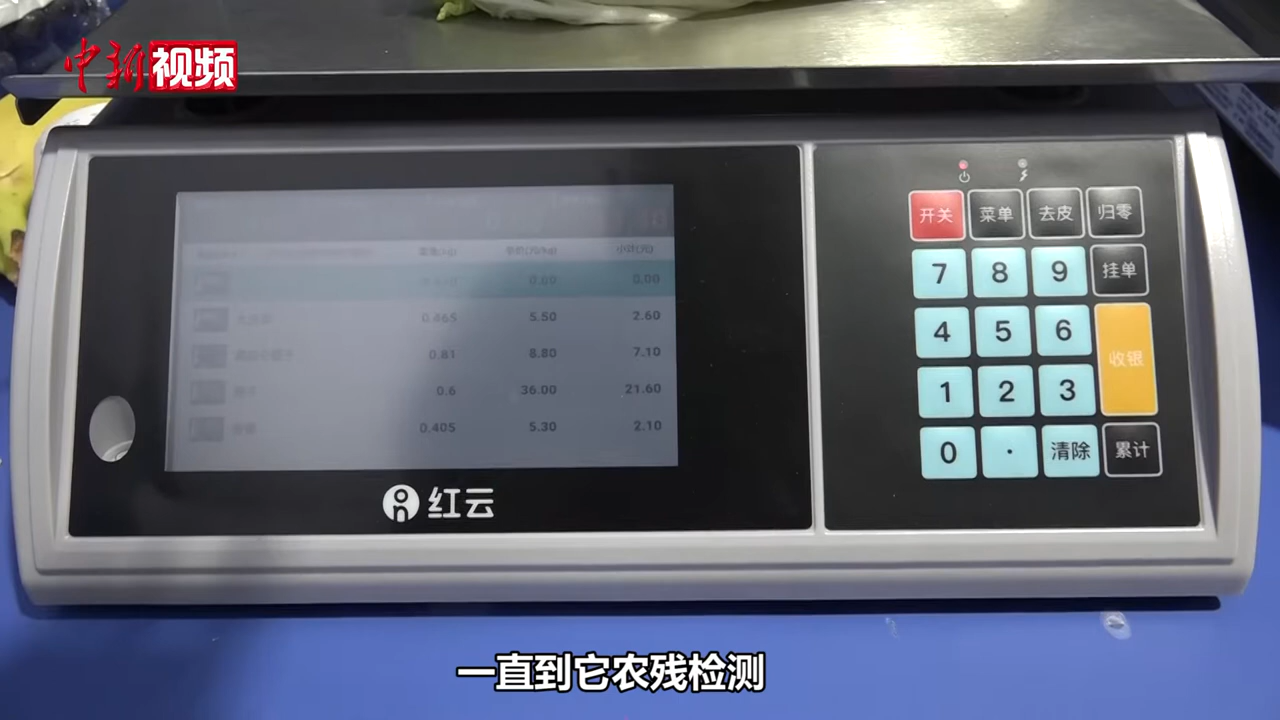 中新视频
小计(元)
0.00 0.00
0.465 5.50 2.60
0.81 8.80 7.10
0.6 36.00 21.60
0.405 5.30 2.10
红云
开关 菜单 去皮 归零
7 8 9 挂单
4 5 6 收银
1 2 3
0 · 清除 累计
一直到它农残检测